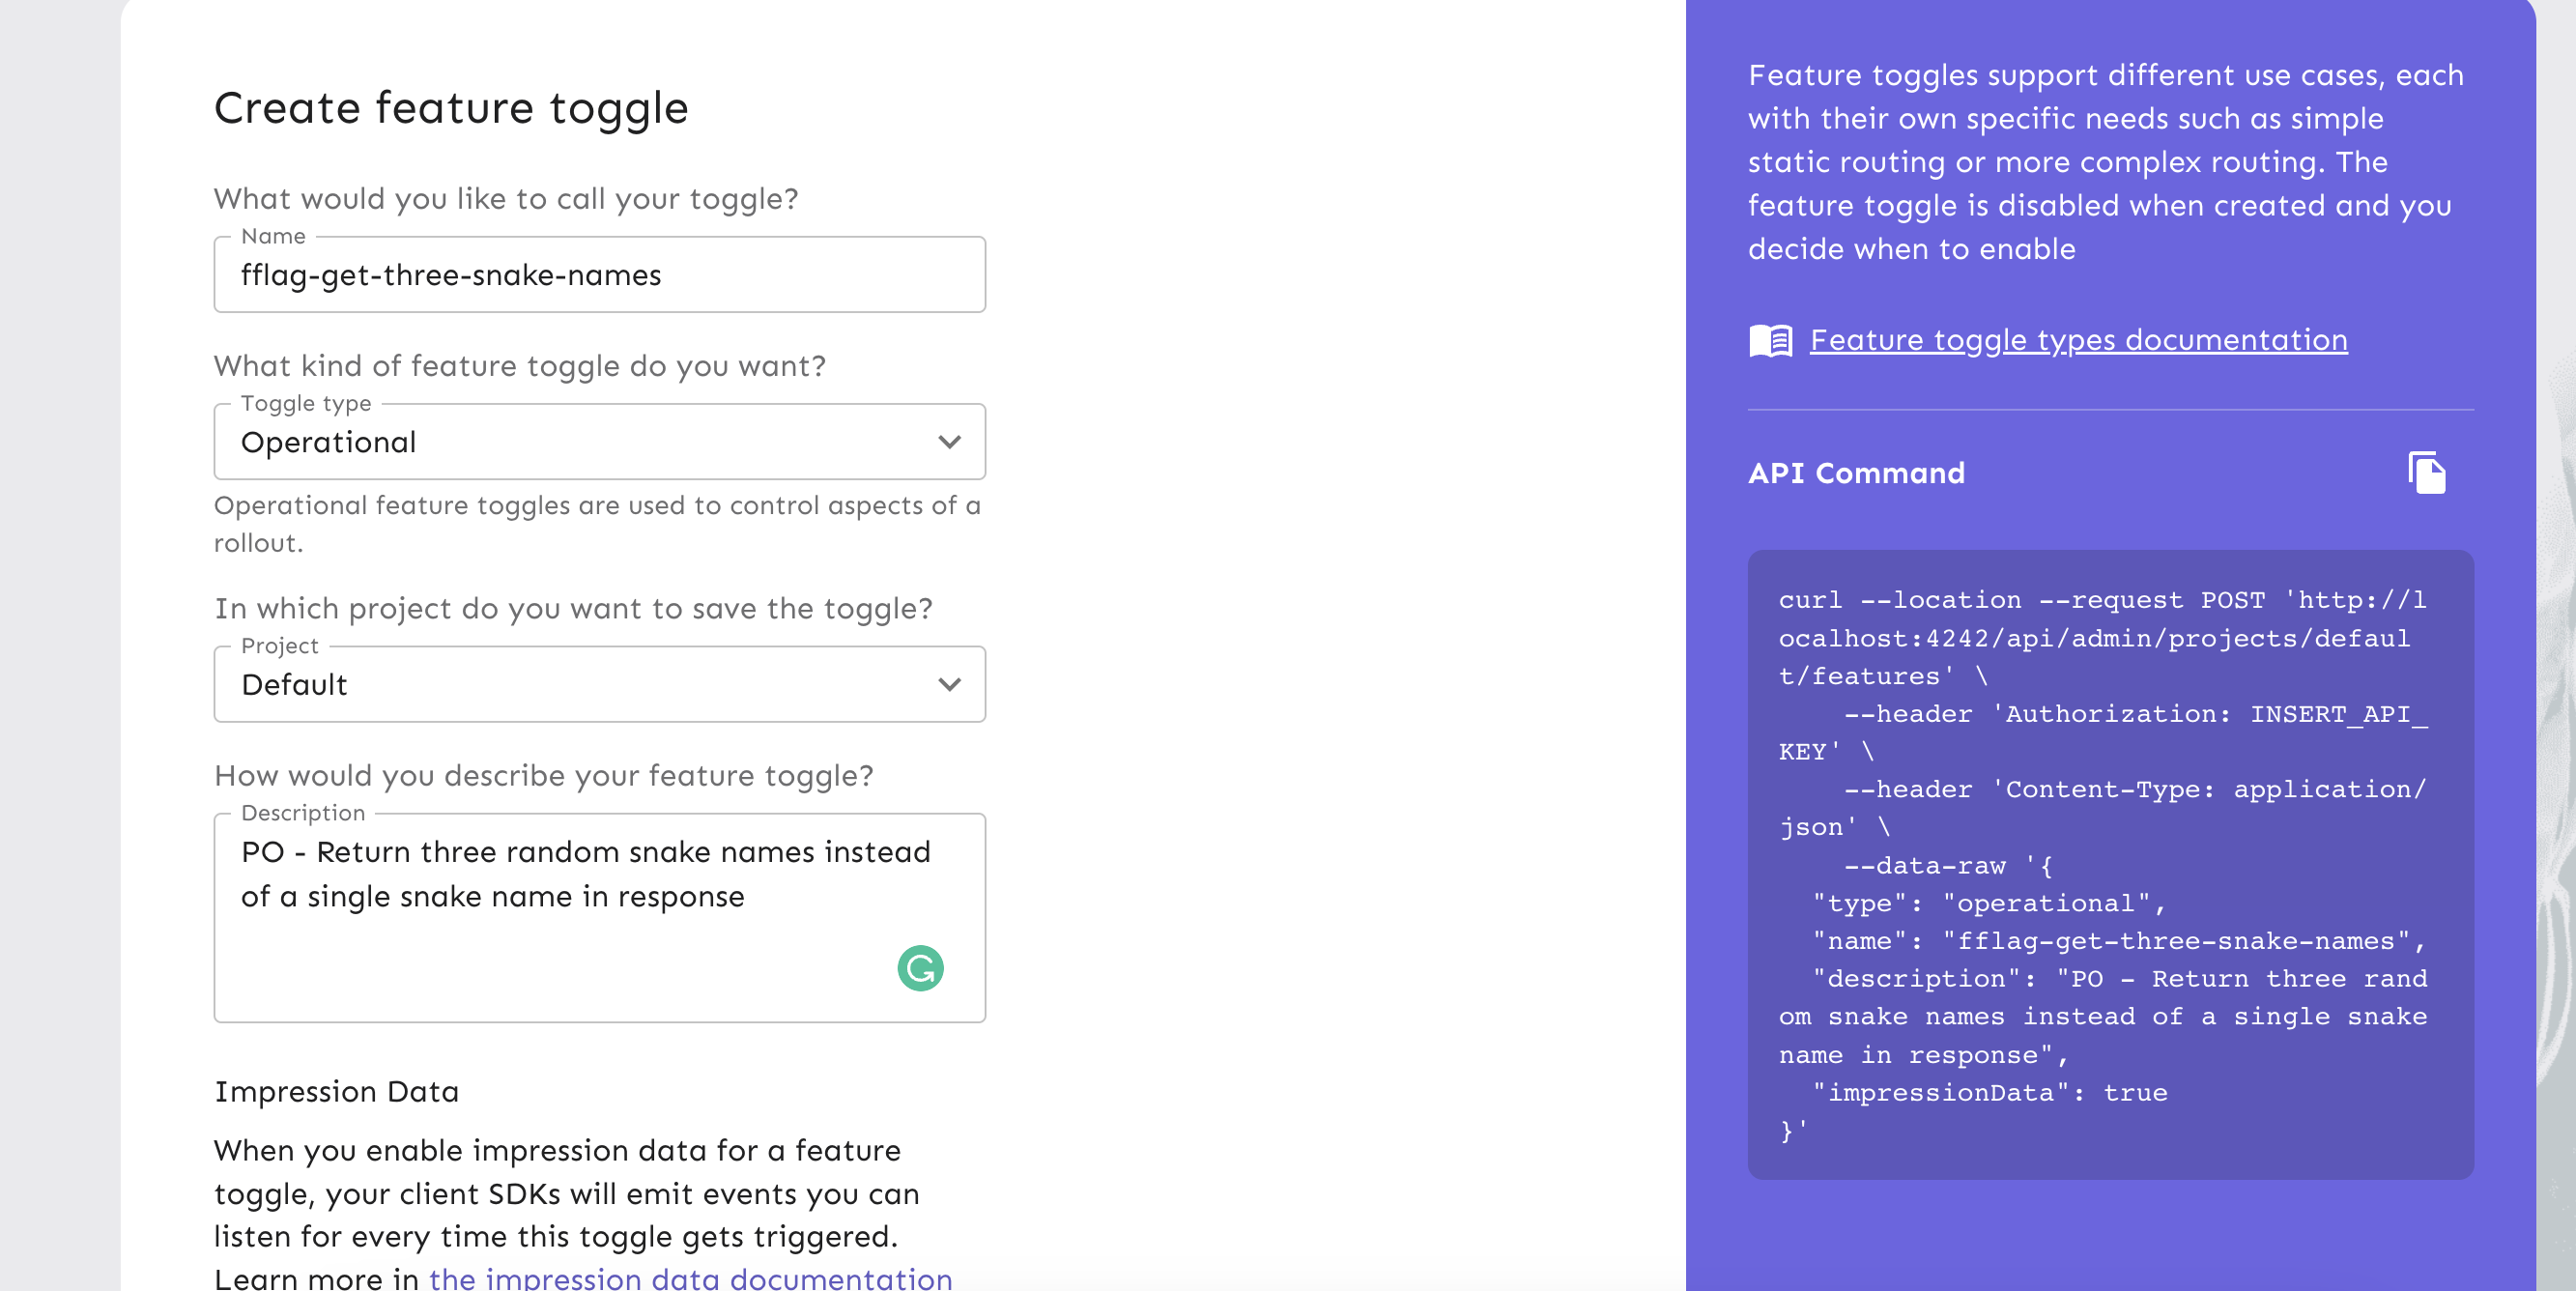 Create feature toggle
What would you like to call your toggle?
Name
fflag-get-three-snake-names
What kind of feature toggle do you want?
Toggle type
Operational
Operational feature toggles are used to control aspects of a
rollout.
In which project do you want to save the toggle?
Project
Default
How would you describe your feature toggle?
Description
PO - Return three random snake names instead
of a single snake name in response
Impression Data
When you enable impression data for a feature
toggle, your client SDKs will emit events you can
listen for every time this toggle gets triggered.
Learn more in the impression data documentation
Feature toggles support different use cases, each
with their own specific needs such as simple
static routing or more complex routing. The
feature toggle is disabled when created and you
decide when to enable
Feature toggle types documentation
API Command
curl --location --request POST 'http://l
ocalhost:4242/api/admin/projects/defaul
t/features' \
    --header 'Authorization: INSERT_API_
KEY' \
    --header 'Content-Type: application/
json' \
    --data-raw '{
  "type": "operational",
  "name": "fflag-get-three-snake-names",
  "description": "PO - Return three rand
om snake names instead of a single snake
name in response",
  "impressionData": true
}'